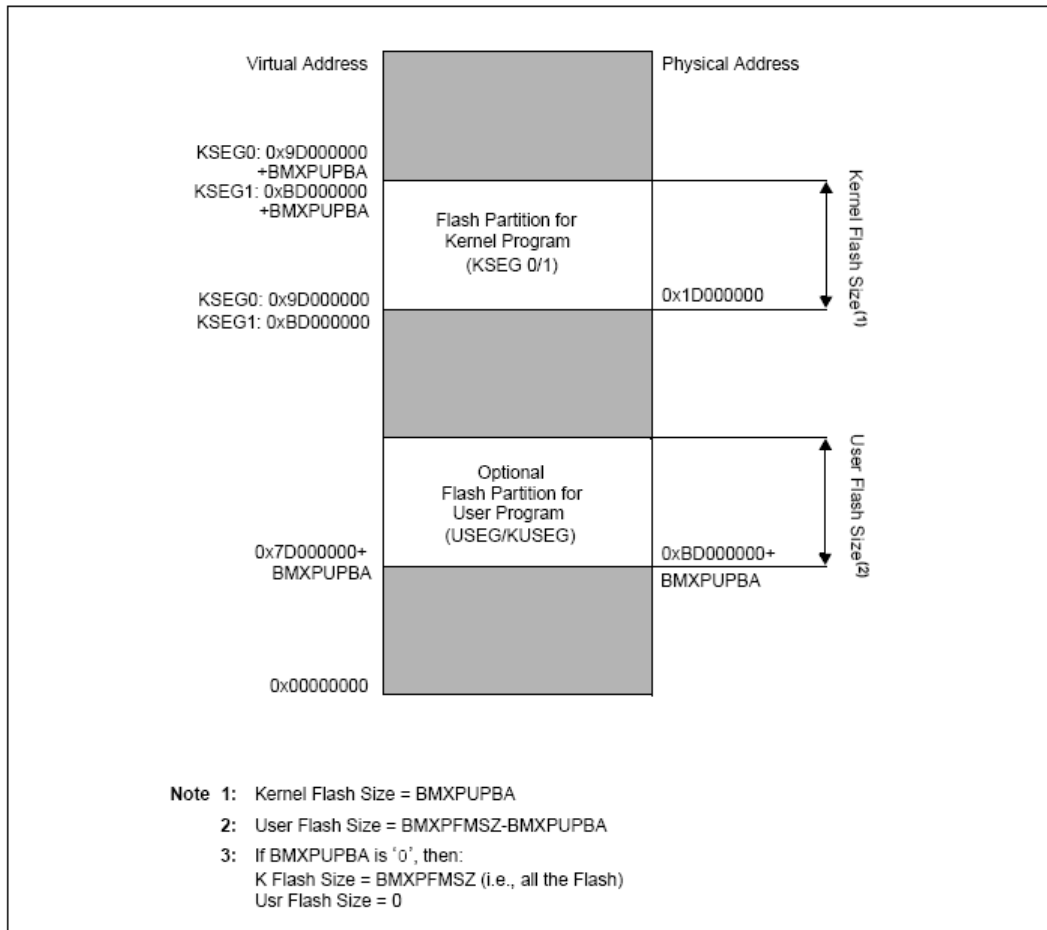 Virtual Address
Physical Address
KSEG0: 0x9D000000
+BMXPUPBA
KSEG1: 0xBD000000
+BMXPUPBA
Flash Partition for
Kernel Program
(KSEG 0/1)
Kernel Flash Size(1)
KSEG0: 0x9D000000
KSEG1: 0xBD000000
0x1D000000
Optional
Flash Partition for
User Program
(USEG/KUSEG)
User Flash Size(2)
0x7D000000+
BMXPUPBA
0xBD000000+
BMXPUPBA
0x00000000
Note 1: Kernel Flash Size = BMXPUPBA
2: User Flash Size = BMXPFMSZ-BMXPUPBA
3: If BMXPUPBA is ‘0’, then:
K Flash Size = BMXPFMSZ (i.e., all the Flash)
Usr Flash Size = 0